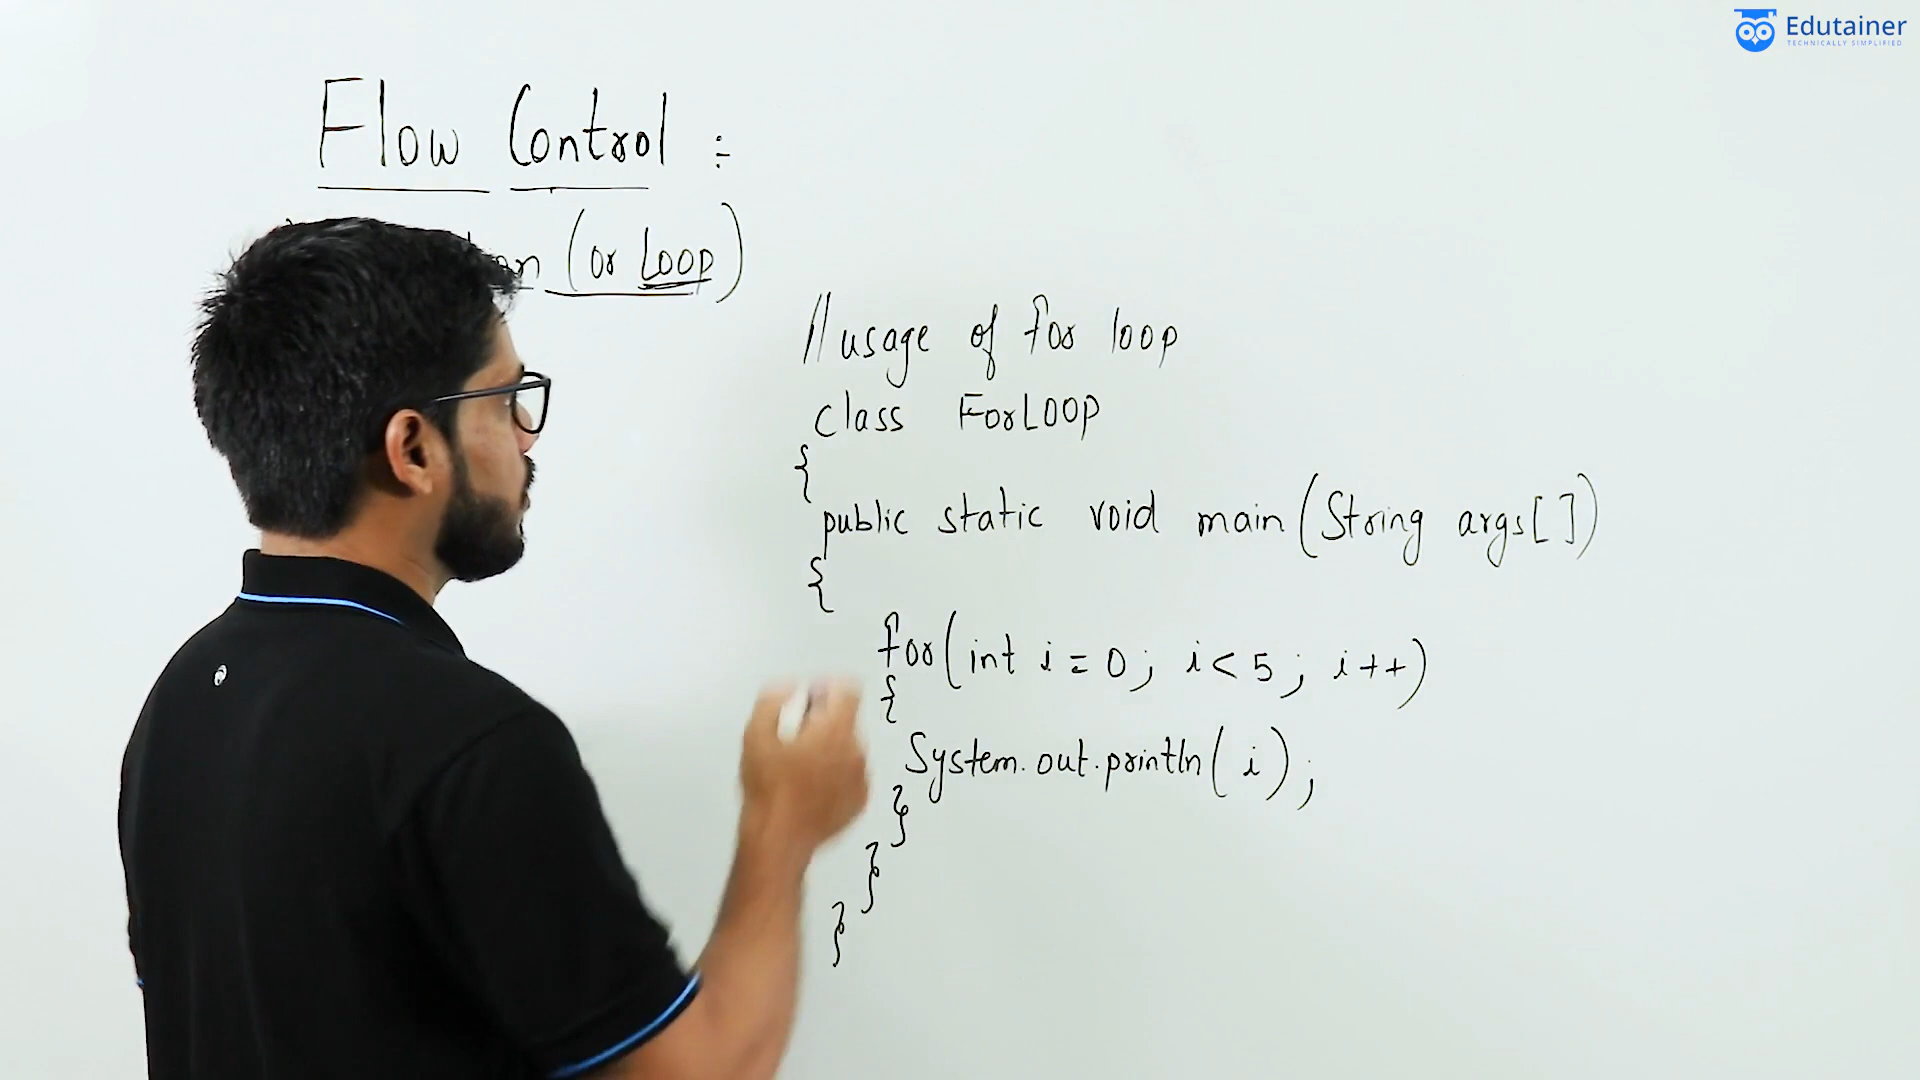 Edutainer
TECHNICALLY SIMPLIFIED
Flow Control :
(or Loop)
//usage of for loop
class ForLoop
{
public static void main(String args[])
{
for(int i = 0; i < 5; i++)
{
System.out.println(i);
}
}
}